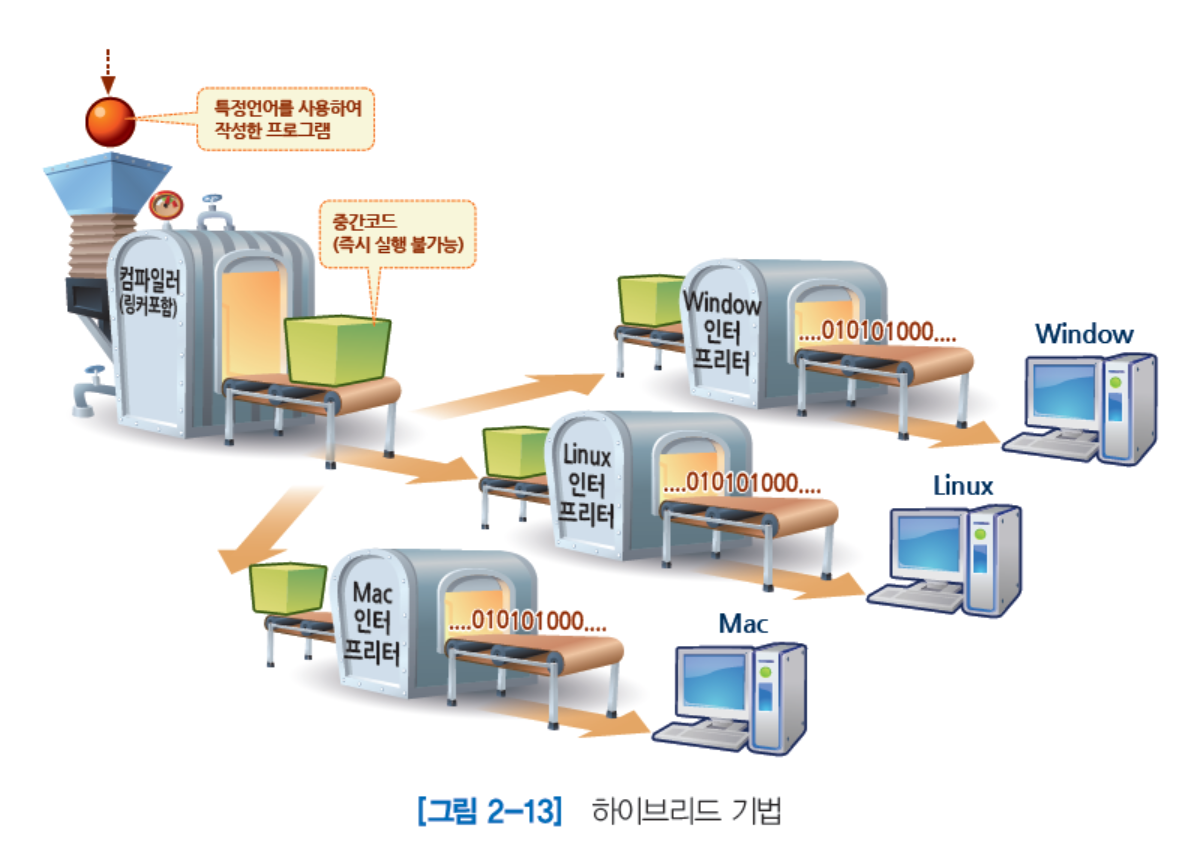 특정언어를 사용하여
작성한 프로그램
중간코드
(즉시 실행 불가능)
컴파일러
(링커포함)
Window
인터
프리터
....010101000....
Window
Linux
인터
프리터
....010101000....
Linux
Mac
인터
프리터
....010101000....
Mac
[그림 2-13] 하이브리드 기법